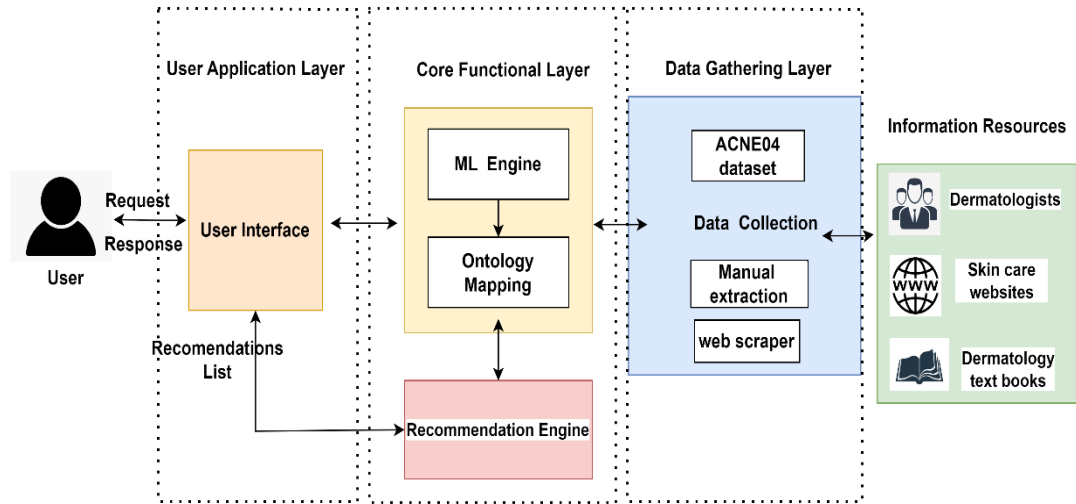 User Application Layer
Core Functional Layer
Data Gathering Layer
Information Resources
Request
Response
User
User Interface
Recomendations
List
ML Engine
Ontology
Mapping
Recommendation Engine
ACNE04
dataset
Data Collection
Manual
extraction
web scraper
Dermatologists
WWW
Skin care
websites
Dermatology
text books